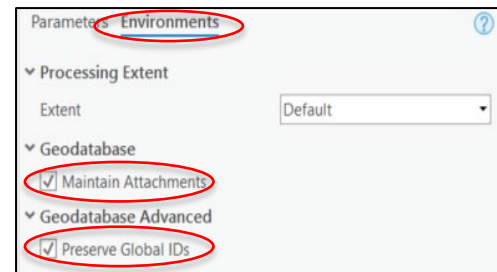 Parameters Environments ?
Processing Extent
Extent Default
Geodatabase
Maintain Attachments
Geodatabase Advanced
Preserve Global IDs